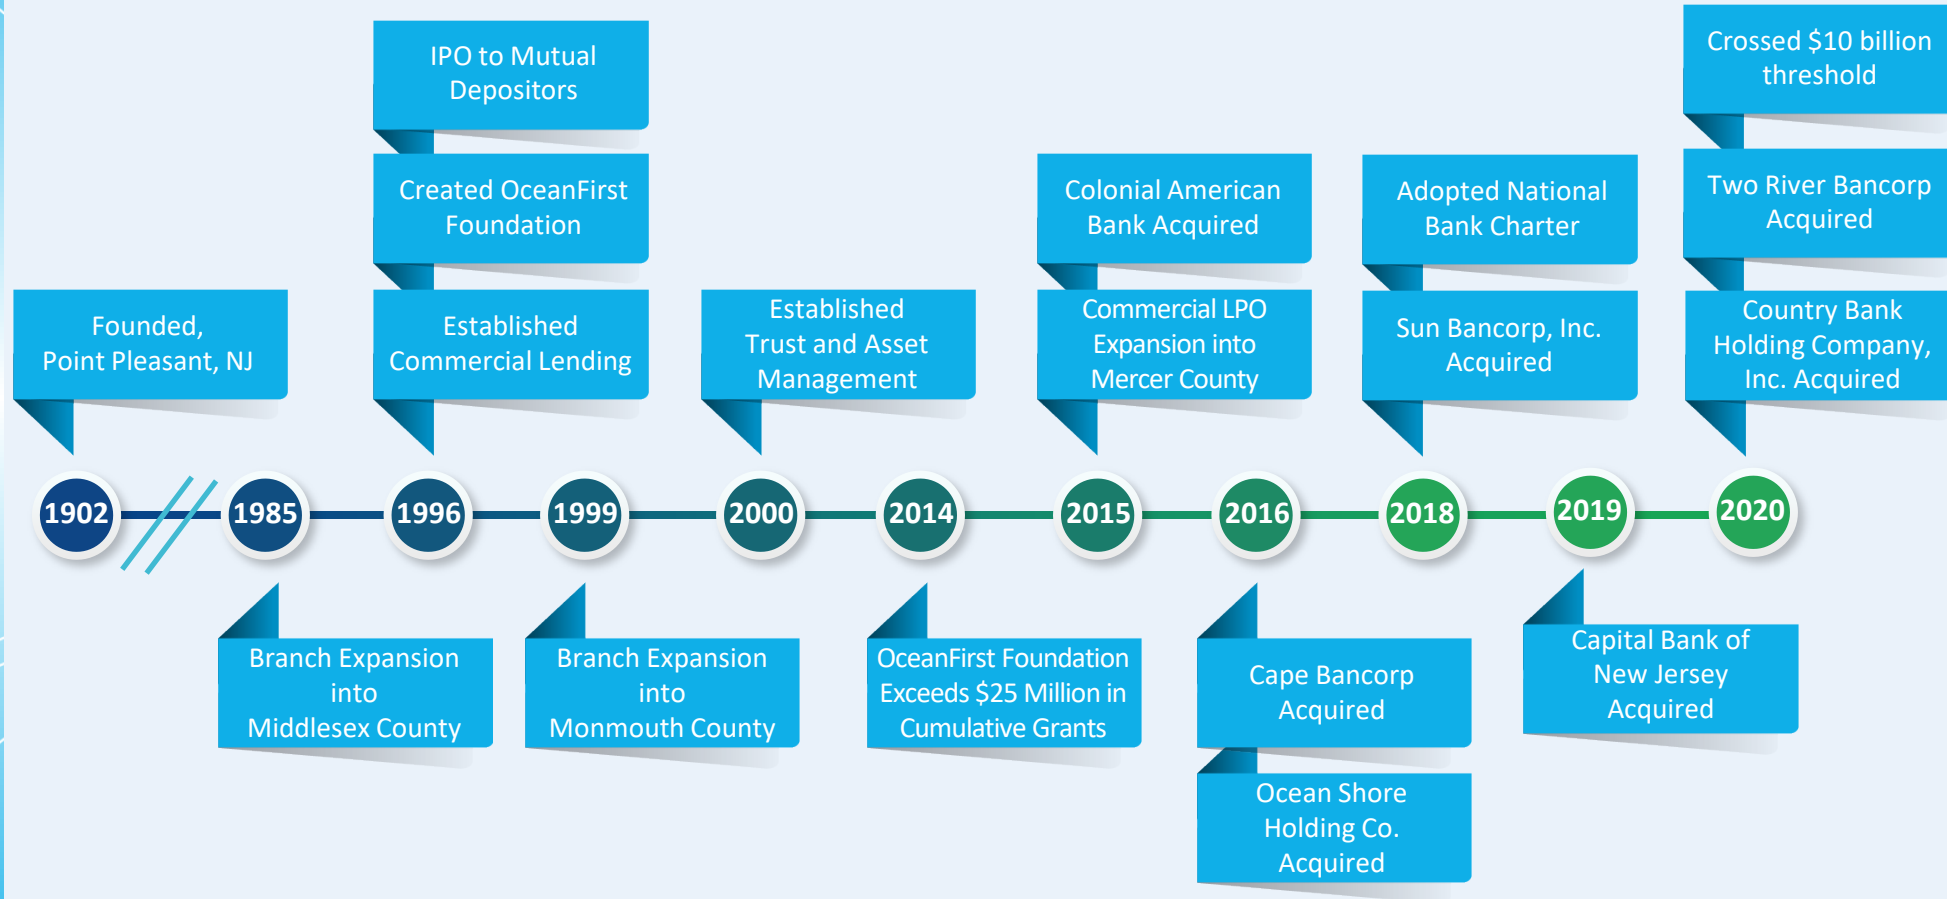 IPO to Mutual
Depositors
Created OceanFirst
Foundation
Founded,
Point Pleasant, NJ
Established
Commercial Lending
Established
Trust and Asset
Management
Colonial American
Bank Acquired
Commercial LPO
Expansion into
Mercer County
Adopted National
Bank Charter
Sun Bancorp, Inc.
Acquired
Crossed $10 billion
threshold
Two River Bancorp
Acquired
Country Bank
Holding Company,
Inc. Acquired
1902
1985
1996
1999
2000
2014
2015
2016
2018
2019
2020
Branch Expansion
into
Middlesex County
Branch Expansion
into
Monmouth County
OceanFirst Foundation
Exceeds $25 Million in
Cumulative Grants
Cape Bancorp
Acquired
Ocean Shore
Holding Co.
Acquired
Capital Bank of
New Jersey
Acquired